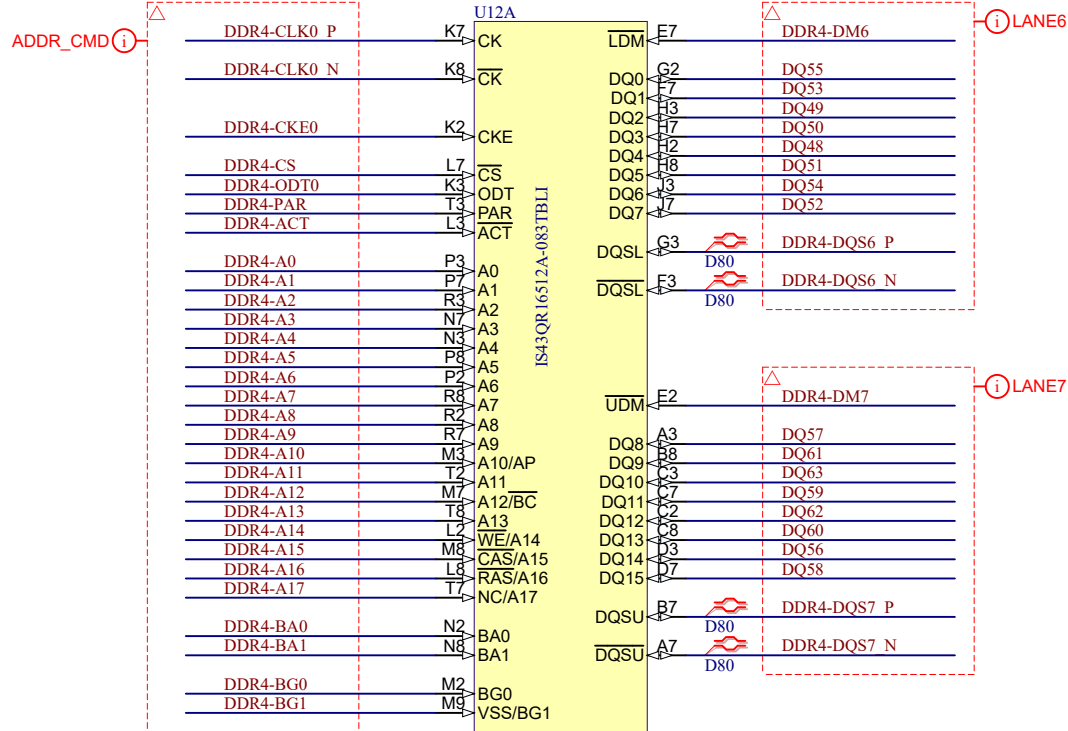 U12A
ADDR_CMD i
DDR4-CLK0_P K7 CK
DDR4-CLK0_N K8 CK
DDR4-CKE0 K2 CKE
DDR4-CS L7 CS
DDR4-ODT0 K3 ODT
DDR4-PAR T3 PAR
DDR4-ACT L3 ACT
DDR4-A0 P3 A0
DDR4-A1 P7 A1
DDR4-A2 R3 A2
DDR4-A3 N7 A3
DDR4-A4 N3 A4
DDR4-A5 P8 A5
DDR4-A6 P2 A6
DDR4-A7 R8 A7
DDR4-A8 R2 A8
DDR4-A9 R7 A9
DDR4-A10 M3 A10/AP
DDR4-A11 T2 A11
DDR4-A12 M7 A12/BC
DDR4-A13 T8 A13
DDR4-A14 L2 WE/A14
DDR4-A15 M8 CAS/A15
DDR4-A16 L8 RAS/A16
DDR4-A17 T7 NC/A17
DDR4-BA0 N2 BA0
DDR4-BA1 N8 BA1
DDR4-BG0 M2 BG0
DDR4-BG1 M9 VSS/BG1
IS43QR16512A-083TBLI
i LANE6
LDM E7 DDR4-DM6
DQ0 G2 DQ55
DQ1 F7 DQ53
DQ2 H3 DQ49
DQ3 H7 DQ50
DQ4 H2 DQ48
DQ5 H8 DQ51
DQ6 J3 DQ54
DQ7 J7 DQ52
DQSL G3 D80 DDR4-DQS6_P
DQSL F3 D80 DDR4-DQS6_N
i LANE7
UDM E2 DDR4-DM7
DQ8 A3 DQ57
DQ9 B8 DQ61
DQ10 C3 DQ63
DQ11 C7 DQ59
DQ12 C2 DQ62
DQ13 C8 DQ60
DQ14 D3 DQ56
DQ15 D7 DQ58
DQSU B7 D80 DDR4-DQS7_P
DQSU A7 D80 DDR4-DQS7_N